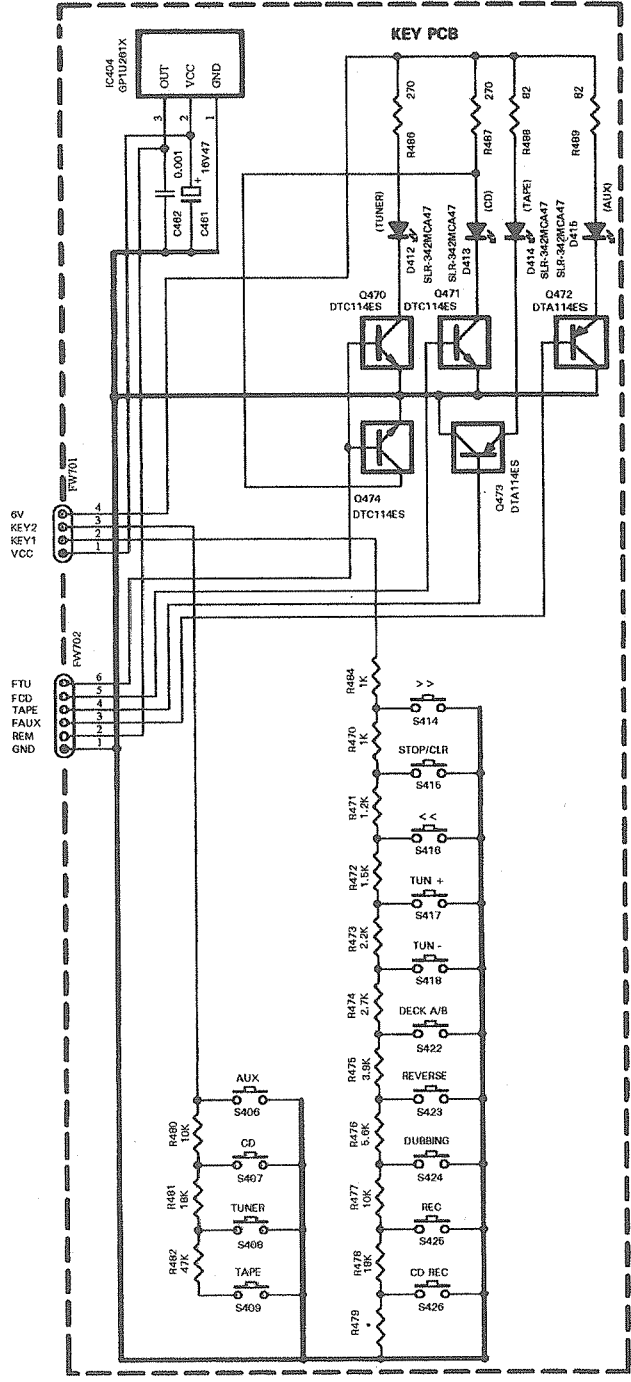 KEY PCB
IC404
GP1U261X
OUT
VCC
GND
3
2
1
0.001
C462
16V47
+
C461
270
R486
270
R487
82
R488
82
R489
(TUNER)
D412
SLR-342MCA47
(CD)
D413
SLR-342MCA47
(TAPE)
D414
SLR-342MCA47
(AUX)
D415
SLR-342MCA47
Q470
DTC114ES
Q471
DTC114ES
Q472
DTA114ES
Q474
DTC114ES
Q473
DTA114ES
FW701
6V 4
KEY2 3
KEY1 2
VCC 1
FW702
FTU 6
FCD 5
TAPE 4
FAUX 3
REM 2
GND 1
R484
1K
>>
S414
R470
1K
STOP/CLR
S415
R471
1.2K
<<
S416
R472
1.5K
TUN +
S417
R473
2.2K
TUN -
S418
R474
2.7K
DECK A/B
S422
R475
3.9K
REVERSE
S423
R476
5.6K
DUBBING
S424
R477
10K
REC
S425
R478
18K
CD REC
S426
R479
AUX
S406
R480
10K
CD
S407
R481
18K
TUNER
S408
R482
47K
TAPE
S409